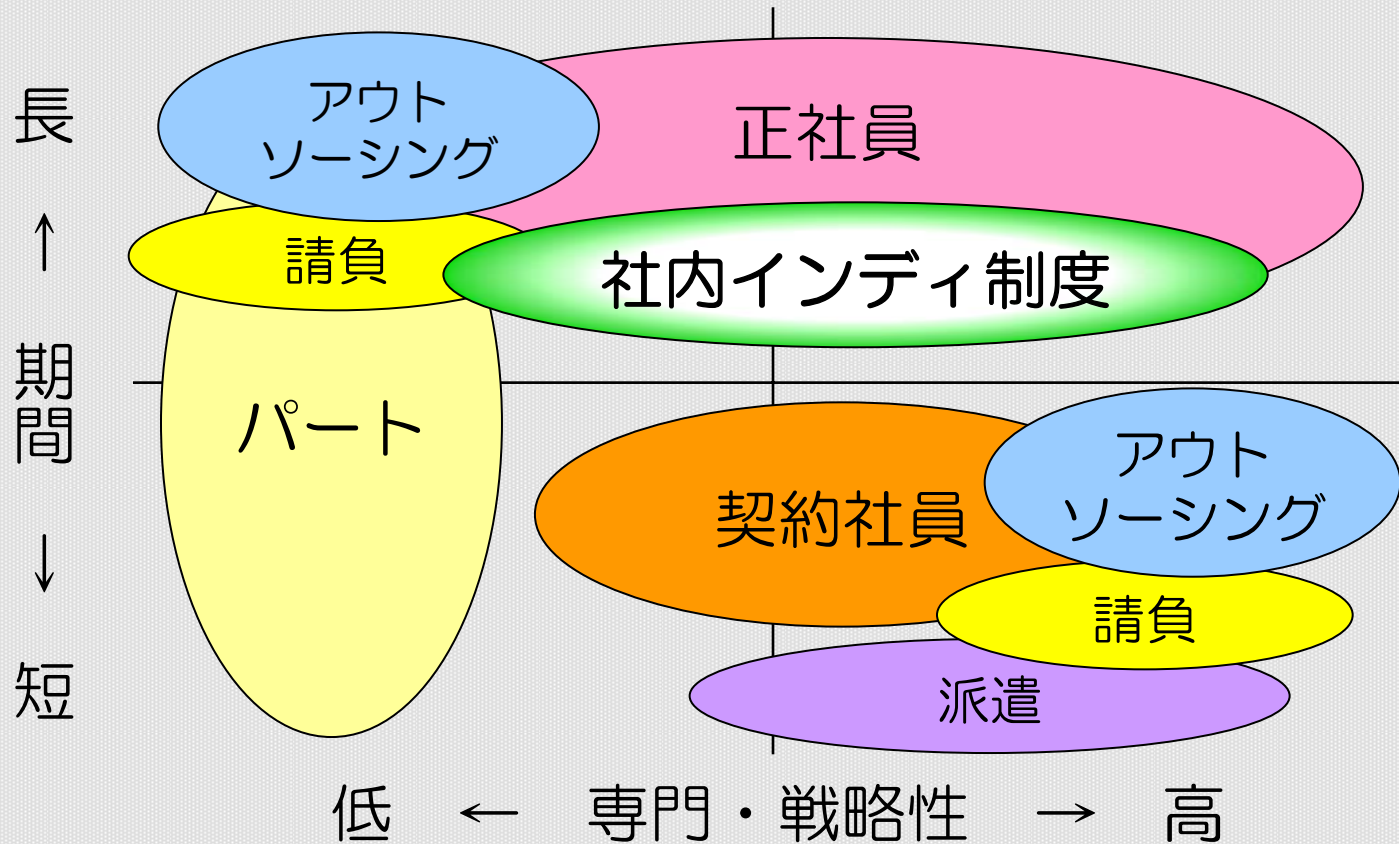 長
↑
期
間
↓
短
アウト
ソーシング
正社員
請負
社内インディ制度
パート
アウト
ソーシング
契約社員
請負
派遣
低 ← 専門・戦略性 → 高